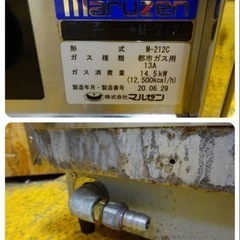 maruzen
M-212
形式 M-212C
ガス種類 都市ガス用
13A
ガス消費量 14.5kW
(12,500kcal/h)
製造年月・製造番号 20.06.29
株式会社マルゼン